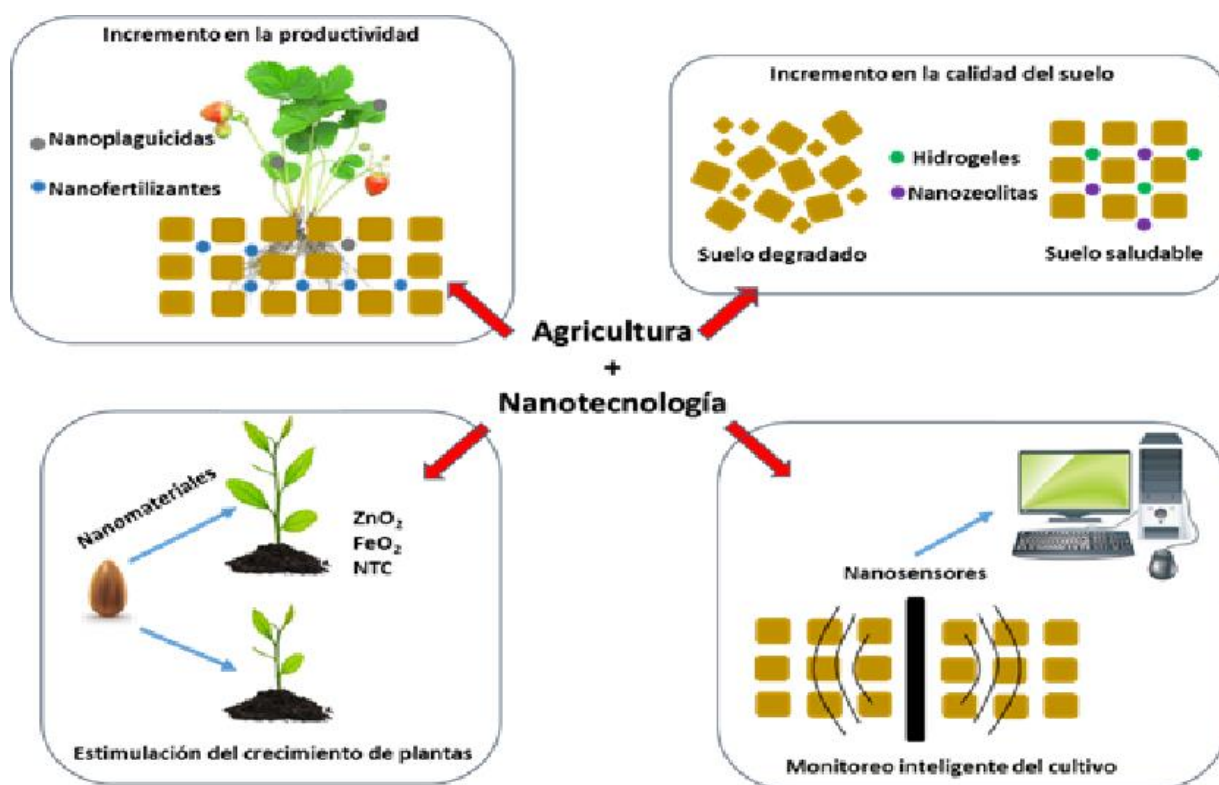 Incremento en la productividad
Nanoplaguicidas
Nanofertilizantes
Incremento en la calidad del suelo
Hidrogeles
Nanozeolitas
Suelo degradado
Suelo saludable
Agricultura
+
Nanotecnología
Nanomateriales
ZnO₂
FeO₂
NTC
Estimulación del crecimiento de plantas
Nanosensores
Monitoreo inteligente del cultivo